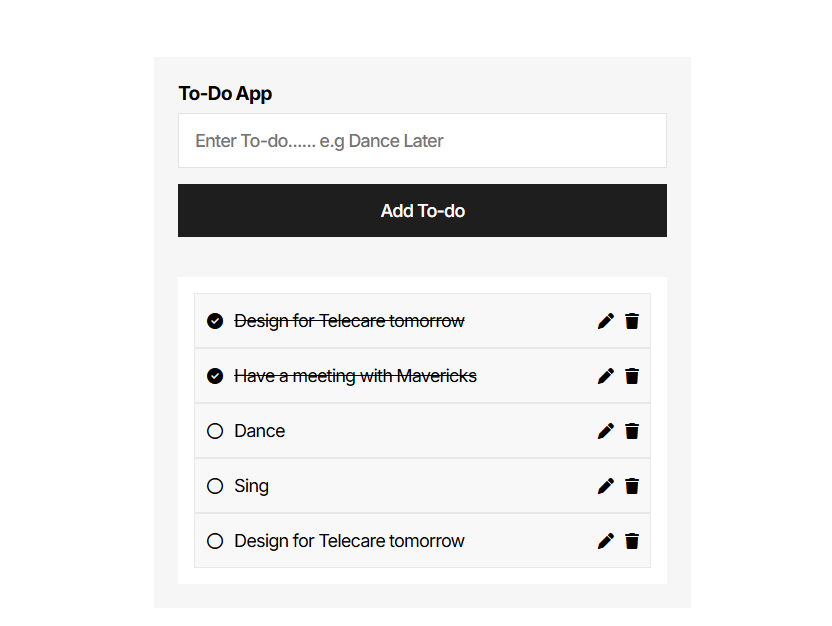 To-Do App
Enter To-do...... e.g Dance Later
Add To-do
Design for Telecare tomorrow
Have a meeting with Mavericks
Dance
Sing
Design for Telecare tomorrow